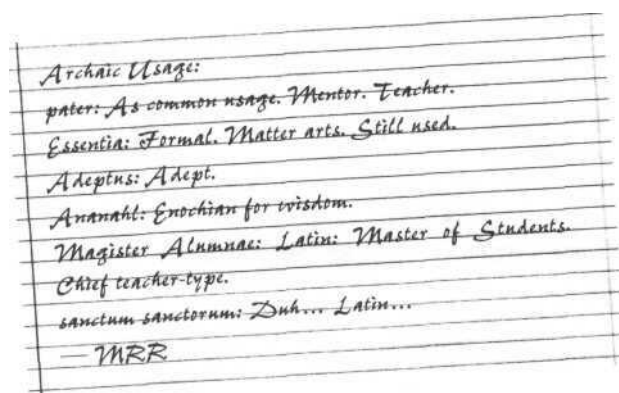 Archaic Usage:
pater: As common usage. Mentor. Teacher.
Essentia: Formal. Matter arts. Still used.
Adeptus: Adept.
Ananahl: Enochian for wisdom.
Magister Alumnae: Latin: Master of Students.
Chief teacher-type.
sanctum sanctorum: Duh... Latin...
— MRR